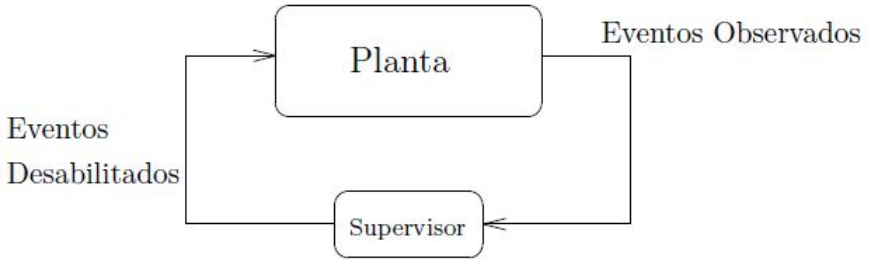 Eventos Observados
Planta
Eventos
Desabilitados
Supervisor